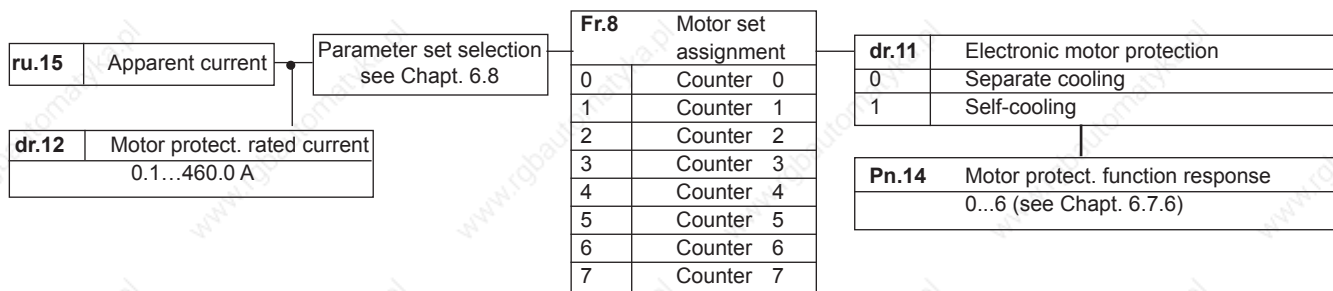 ru.15 Apparent current
dr.12 Motor protect. rated current
0.1…460.0 A
Parameter set selection
see Chapt. 6.8
Fr.8 Motor set
assignment
0 Counter 0
1 Counter 1
2 Counter 2
3 Counter 3
4 Counter 4
5 Counter 5
6 Counter 6
7 Counter 7
dr.11 Electronic motor protection
0 Separate cooling
1 Self-cooling
Pn.14 Motor protect. function response
0...6 (see Chapt. 6.7.6)
www.rgbautomatyka.pl